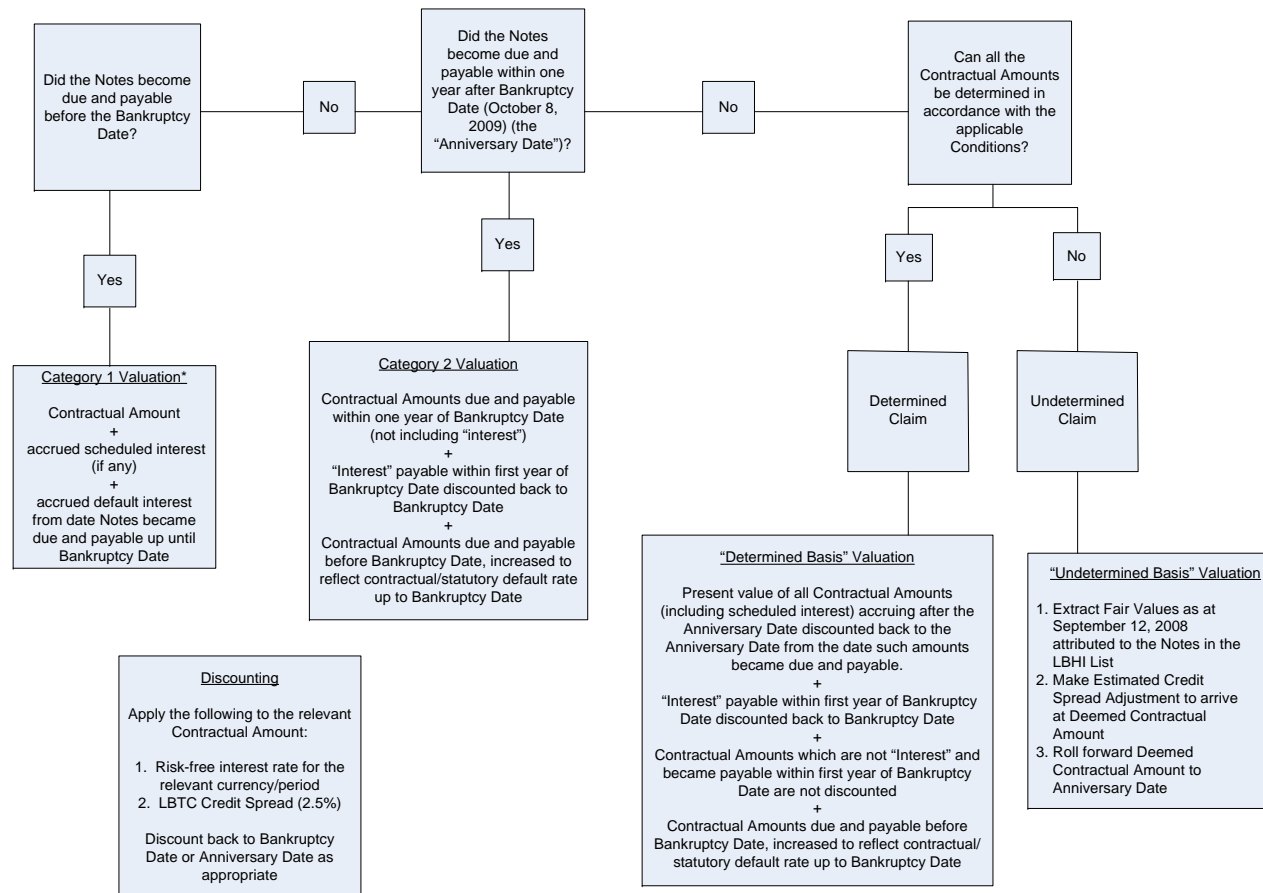 Did the Notes become
due and payable
before the Bankruptcy
Date?
No
Did the Notes
become due and
payable within one
year after Bankruptcy
Date (October 8,
2009) (the
“Anniversary Date”)?
No
Can all the
Contractual Amounts
be determined in
accordance with the
applicable
Conditions?
Yes
Yes
Yes
No
Category 1 Valuation*
Contractual Amount
+
accrued scheduled interest
(if any)
+
accrued default interest
from date Notes became
due and payable up until
Bankruptcy Date
Category 2 Valuation
Contractual Amounts due and payable
within one year of Bankruptcy Date
(not including “interest”)
+
“Interest” payable within first year of
Bankruptcy Date discounted back to
Bankruptcy Date
+
Contractual Amounts due and payable
before Bankruptcy Date, increased to
reflect contractual/statutory default rate
up to Bankruptcy Date
Determined
Claim
Undetermined
Claim
Discounting
Apply the following to the relevant
Contractual Amount:
1. Risk-free interest rate for the
relevant currency/period
2. LBTC Credit Spread (2.5%)
Discount back to Bankruptcy
Date or Anniversary Date as
appropriate
“Determined Basis” Valuation
Present value of all Contractual Amounts
(including scheduled interest) accruing after the
Anniversary Date discounted back to the
Anniversary Date from the date such amounts
became due and payable.
+
“Interest” payable within first year of Bankruptcy
Date discounted back to Bankruptcy Date
+
Contractual Amounts which are not “Interest” and
became payable within first year of Bankruptcy
Date are not discounted
+
Contractual Amounts due and payable before
Bankruptcy Date, increased to reflect contractual/
statutory default rate up to Bankruptcy Date
“Undetermined Basis” Valuation
1. Extract Fair Values as at
September 12, 2008
attributed to the Notes in the
LBHI List
2. Make Estimated Credit
Spread Adjustment to arrive
at Deemed Contractual
Amount
3. Roll forward Deemed
Contractual Amount to
Anniversary Date